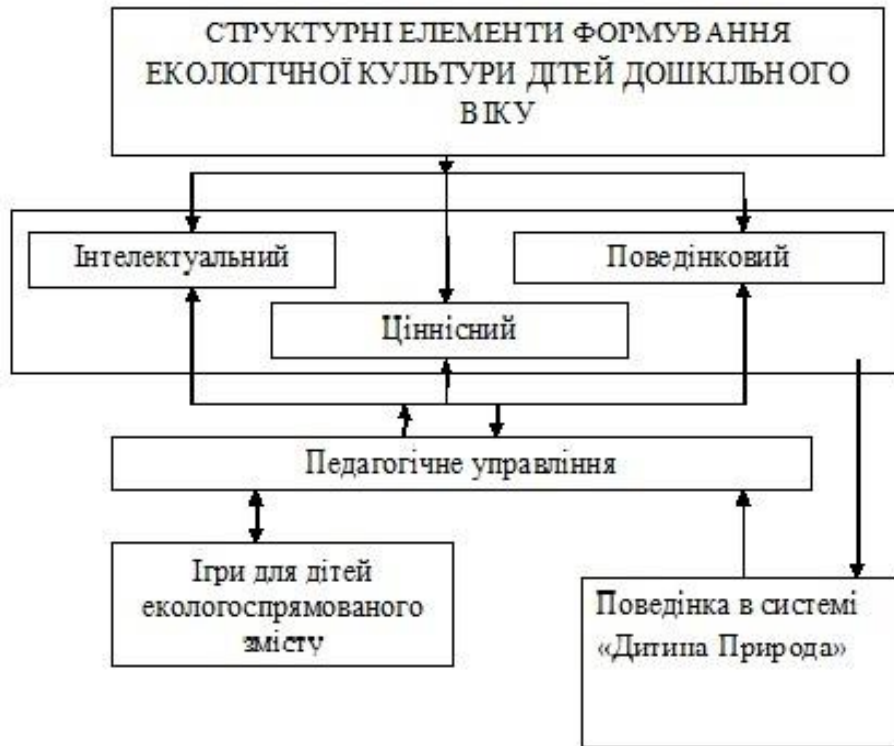 СТРУКТУРНІ ЕЛЕМЕНТИ ФОРМУВАННЯ
ЕКОЛОГІЧНОЇ КУЛЬТУРИ ДІТЕЙ ДОШКІЛЬНОГО
ВІКУ
Інтелектуальний
Поведінковий
Ціннісний
Педагогічне управління
Ігри для дітей
екологоспрямованого
змісту
Поведінка в системі
«Дитина Природа»